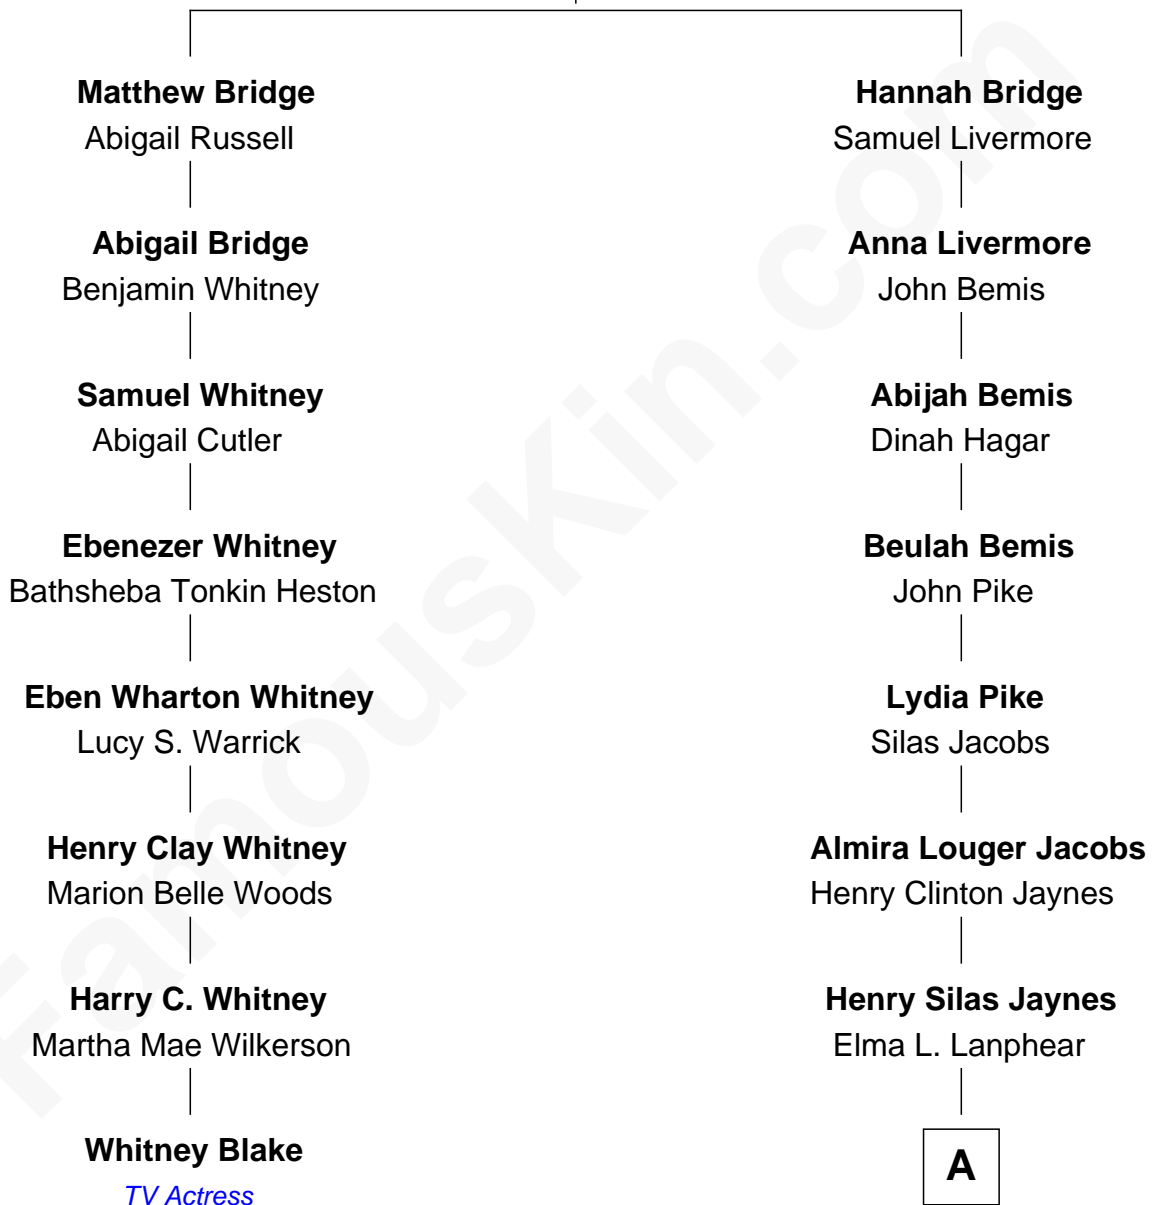 Matthew Bridge
Abigail Russell
Hannah Bridge
Samuel Livermore
Abigail Bridge
Benjamin Whitney
Anna Livermore
John Bemis
Samuel Whitney
Abigail Cutler
Abijah Bemis
Dinah Hagar
Ebenezer Whitney
Bathsheba Tonkin Heston
Beulah Bemis
John Pike
Eben Wharton Whitney
Lucy S. Warrick
Lydia Pike
Silas Jacobs
Henry Clay Whitney
Marion Belle Woods
Almira Louger Jacobs
Henry Clinton Jaynes
Harry C. Whitney
Martha Mae Wilkerson
Henry Silas Jaynes
Elma L. Lanphear
Whitney Blake
TV Actress
A
FamousKin.com